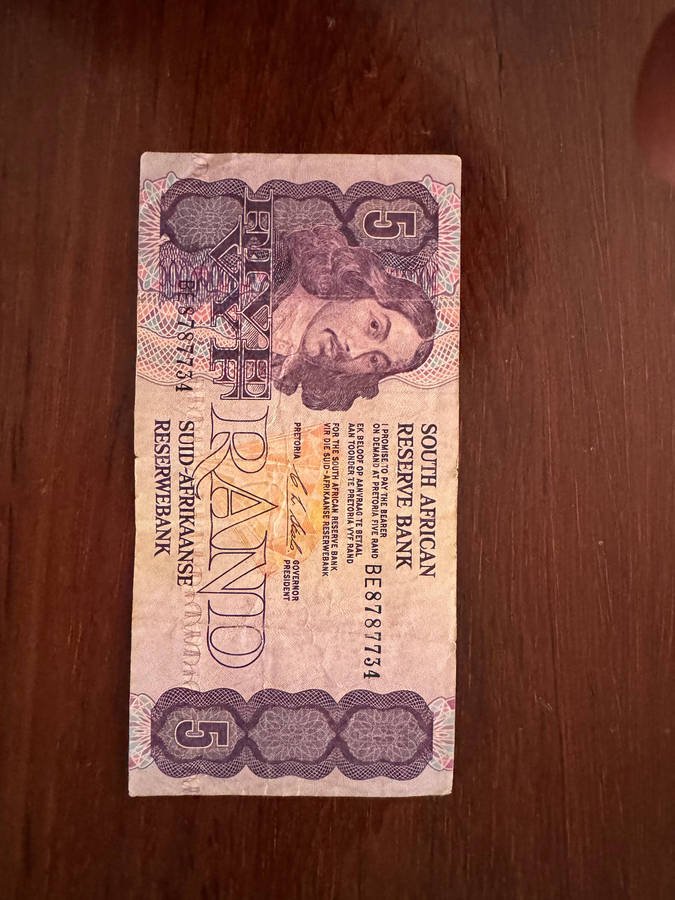 5
FIVE
VYF
RAND
SOUTH AFRICAN
RESERVE BANK
I PROMISE TO PAY THE BEARER
ON DEMAND AT PRETORIA FIVE RAND
EK BELOOF OP AANVRAAG TE BETAAL
AAN TOONDER TE PRETORIA VYF RAND
FOR THE SOUTH AFRICAN RESERVE BANK
VIR DIE SUID-AFRIKAANSE RESERWEBANK
PRETORIA
GOVERNOR
PRESIDENT
BE8787734
BE8787734
SUID-AFRIKAANSE
RESERWEBANK
5